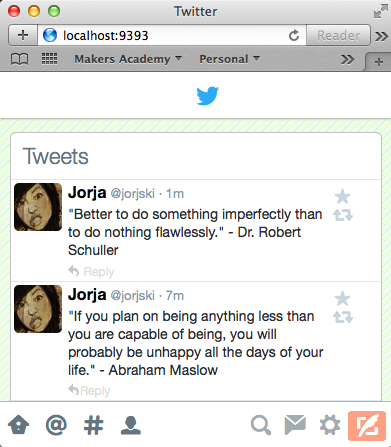 Twitter
localhost:9393
Reader
Makers Academy Personal
Tweets
Jorja @jorjski · 1m
"Better to do something imperfectly than
to do nothing flawlessly." - Dr. Robert
Schuller
Reply
Jorja @jorjski · 7m
"If you plan on being anything less than
you are capable of being, you will
probably be unhappy all the days of your
life." - Abraham Maslow
Reply
@ #